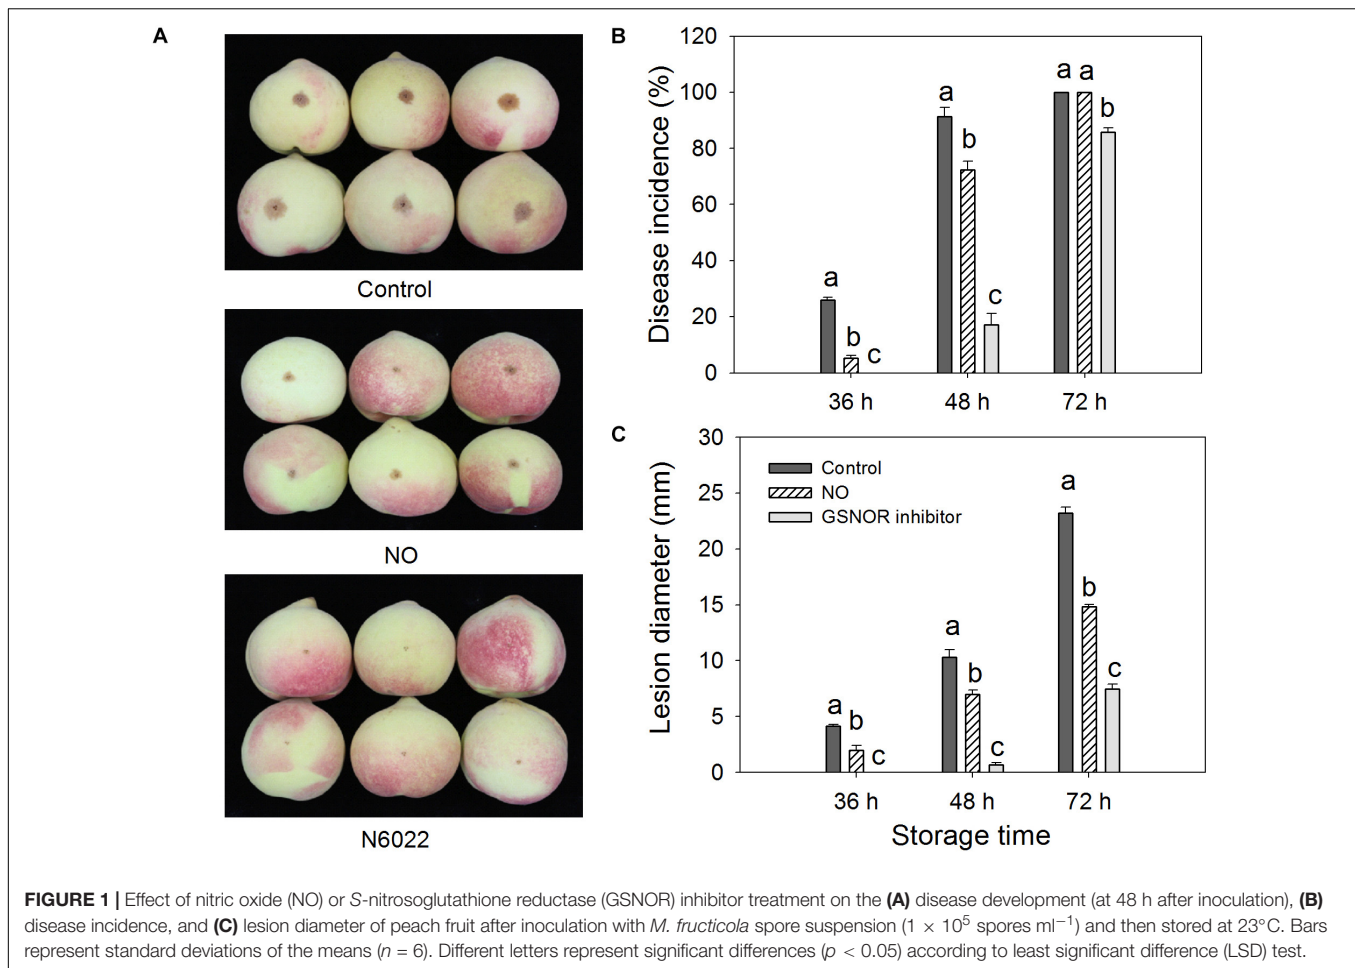 A
Control
NO
N6022
B
Disease incidence (%)
120
100
80
60
40
20
0
a
b
c
a
b
c
a
a
b
36 h
48 h
72 h
C
Lesion diameter (mm)
30
25
20
15
10
5
0
Control
NO
GSNOR inhibitor
a
b
c
a
b
c
a
b
c
36 h
48 h
72 h
Storage time
FIGURE 1 | Effect of nitric oxide (NO) or S-nitrosoglutathione reductase (GSNOR) inhibitor treatment on the (A) disease development (at 48 h after inoculation), (B)
disease incidence, and (C) lesion diameter of peach fruit after inoculation with M. fructicola spore suspension (1 × 10⁵ spores ml⁻¹) and then stored at 23°C. Bars
represent standard deviations of the means (n = 6). Different letters represent significant differences (p < 0.05) according to least significant difference (LSD) test.